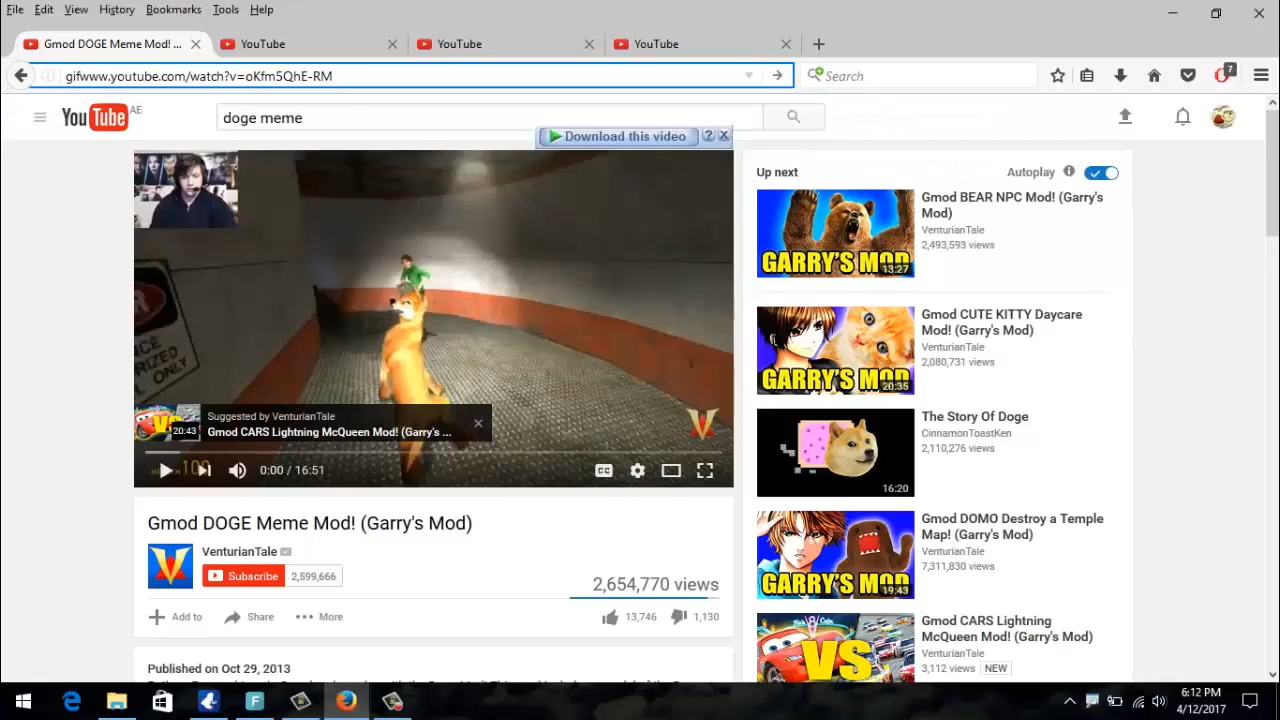 File Edit View History Bookmarks Tools Help
Gmod DOGE Meme Mod! ...
YouTube
YouTube
YouTube
gifwww.youtube.com/watch?v=oKfm5QhE-RM
Search
7
YouTube AE
doge meme
Download this video ?
Up next
Autoplay
Gmod BEAR NPC Mod! (Garry's
Mod)
VenturianTale
2,493,593 views
GARRY'S MOD
13:27
Gmod CUTE KITTY Daycare
Mod! (Garry's Mod)
VenturianTale
2,080,731 views
GARRY'S MOD
20:35
The Story Of Doge
CinnamonToastKen
2,110,276 views
16:20
Gmod DOMO Destroy a Temple
Map! (Garry's Mod)
VenturianTale
7,311,830 views
GARRY'S MOD
19:43
Gmod CARS Lightning
McQueen Mod! (Garry's Mod)
VenturianTale
3,112 views NEW
VS
ONLY
Suggested by VenturianTale
Gmod CARS Lightning McQueen Mod! (Garry's ...
20:43
0:00 / 16:51
CC
Gmod DOGE Meme Mod! (Garry's Mod)
VenturianTale
Subscribe 2,599,666
2,654,770 views
Add to Share More
13,746 1,130
Published on Oct 29, 2013
6:12 PM
4/12/2017